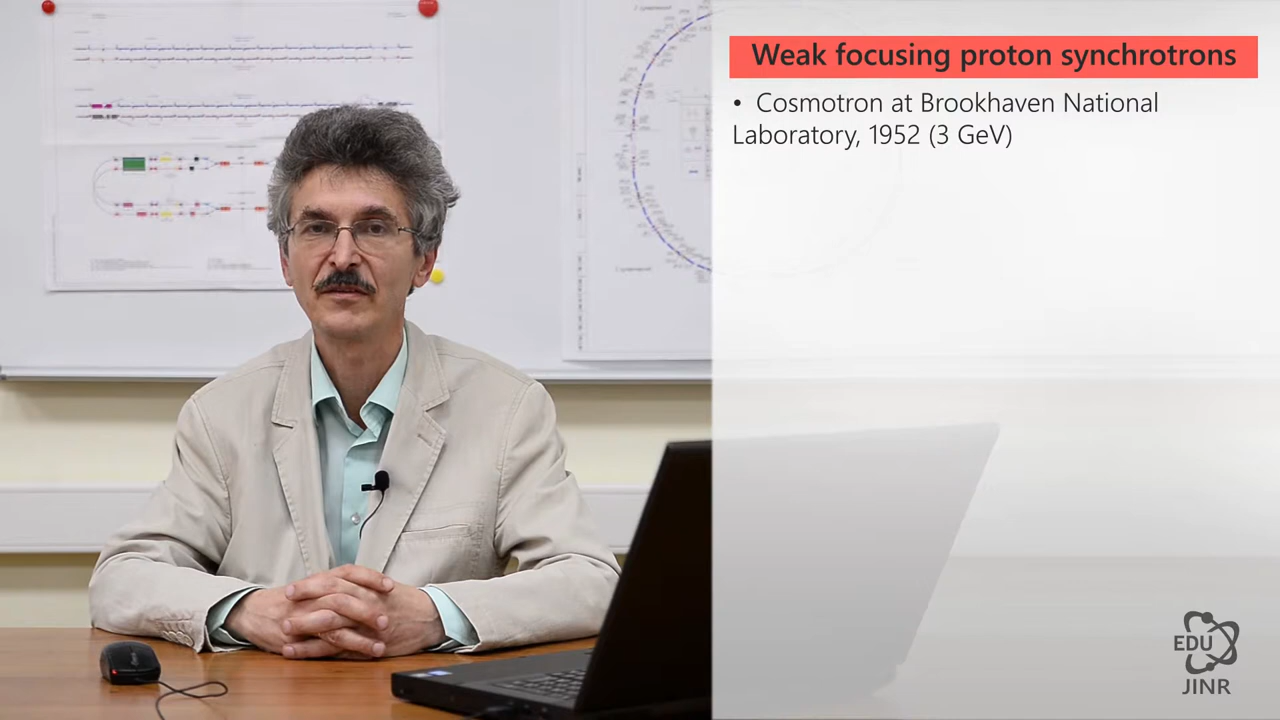 Weak focusing proton synchrotrons
• Cosmotron at Brookhaven National
Laboratory, 1952 (3 GeV)
EDU
JINR